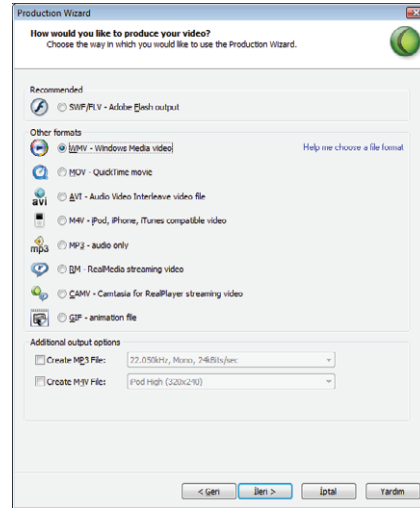 Production Wizard
How would you like to produce your video?
Choose the way in which you would like to use the Production Wizard.
Recommended
SWF/FLV - Adobe Flash output
Other formats
WMV - Windows Media video
Help me choose a file format
MOV - QuickTime movie
AVI - Audio Video Interleave video file
M4V - iPod, iPhone, iTunes compatible video
MP3 - audio only
RM - RealMedia streaming video
CAMV - Camtasia for RealPlayer streaming video
GIF - animation file
Additional output options
Create MP3 File: 22.050kHz, Mono, 24kBits/sec
Create M4V File: iPod High (320x240)
< Geri İleri > İptal Yardım